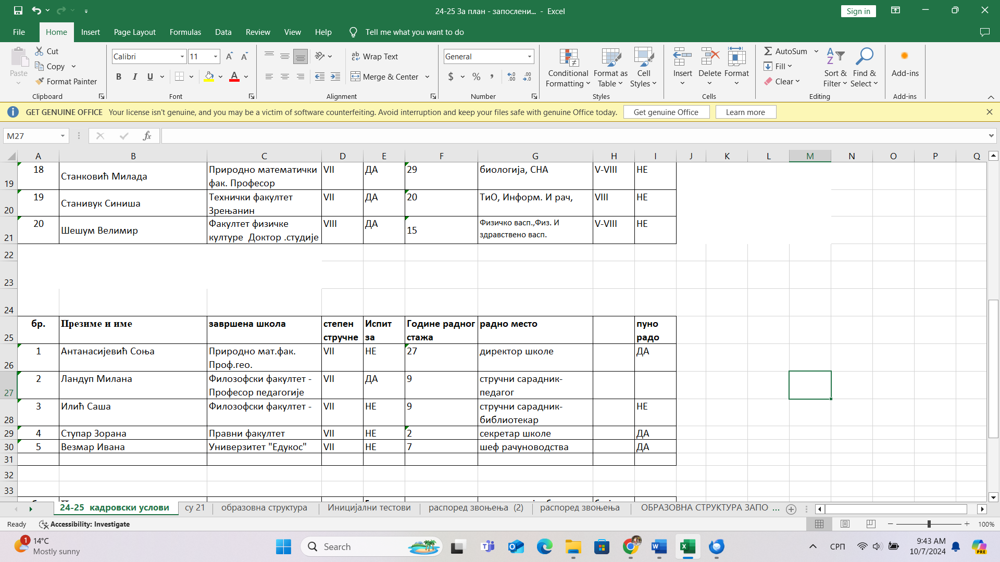 24-25 За план - запослени... - Excel
Sign in
File Home Insert Page Layout Formulas Data Review View Help Tell me what you want to do
Paste
Cut
Copy
Format Painter
Clipboard
Calibri 11
B I U
Font
Wrap Text
Merge & Center
Alignment
General
$ % ,
Number
Conditional Formatting
Format as Table
Cell Styles
Styles
Insert Delete Format
Cells
AutoSum
Fill
Clear
Sort & Filter
Find & Select
Editing
Add-ins
Add-ins
GET GENUINE OFFICE Your license isn't genuine, and you may be a victim of software counterfeiting. Avoid interruption and keep your files safe with genuine Office today. Get genuine Office Learn more
M27 fx
A B C D E F G H I J K L M N O P Q
19 18 Станковић Милада Природно математички фак. Професор VII ДА 29 биологија, СНА V-VIII НЕ
20 19 Станивук Синиша Технички факултет Зрењанин VII ДА 20 ТиО, Информ. И рач, VIII НЕ
21 20 Шешум Велимир Факултет физичке културе Доктор .студије VIII ДА 15 Физичко васп.,Физ. И здравствено васп. V-VIII НЕ
22
23
24
25 бр. Презиме и име завршена школа степен стручне Испит за Године радног стажа радно место пуно радо
26 1 Антанасијевић Соња Природно мат.фак. Проф.гео. VII НЕ 27 директор школе ДА
27 2 Ландуп Милана Филозофски факултет - Професор педагогије VII ДА 9 стручни сарадник-педагог
28 3 Илић Саша Филозофски факултет - VII НЕ 9 стручни сарадник-библиотекар НЕ
29 4 Ступар Зорана Правни факултет VII НЕ 2 секретар школе ДА
30 5 Везмар Ивана Универзитет "Едукос" VII НЕ 7 шеф рачуноводства ДА
31
32
33
24-25 кадровски услови су 21 образовна структура Иницијални тестови распоред звоњења (2) распоред звоњења ОБРАЗОВНА СТРУКТУРА ЗАПО ...
Ready Accessibility: Investigate 100%
1 14°C
Mostly sunny
Search
PRE
СРП
9:43 AM
10/7/2024